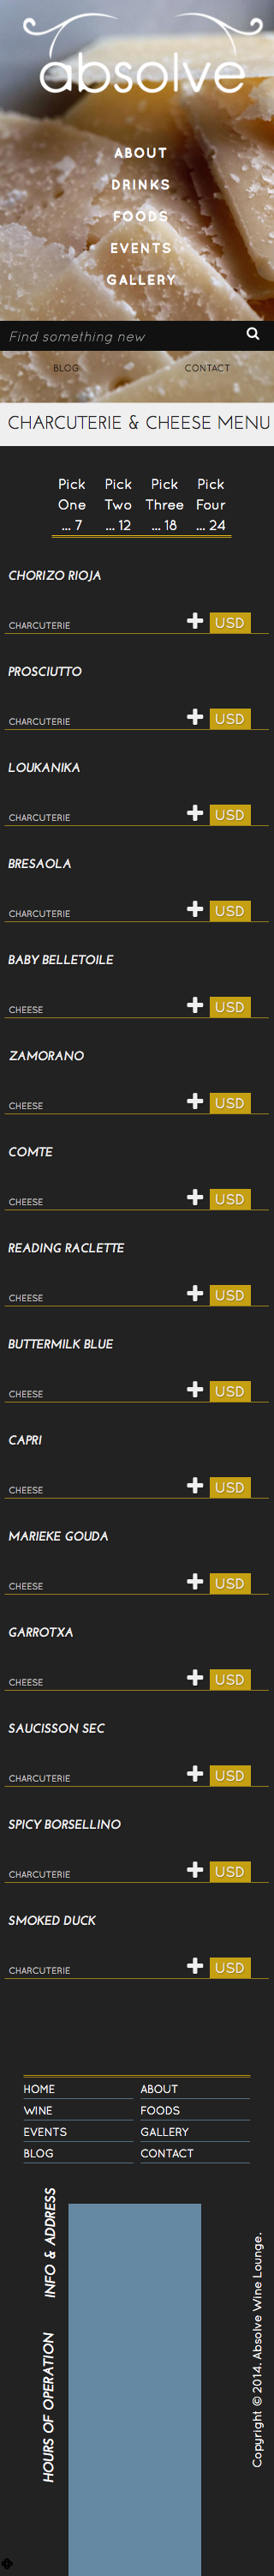 absolve
ABOUT
DRINKS
FOODS
EVENTS
GALLERY
Find something new
BLOG CONTACT
CHARCUTERIE & CHEESE MENU
Pick One ... 7
Pick Two ... 12
Pick Three ... 18
Pick Four ... 24
CHORIZO RIOJA
CHARCUTERIE USD
PROSCIUTTO
CHARCUTERIE USD
LOUKANIKA
CHARCUTERIE USD
BRESAOLA
CHARCUTERIE USD
BABY BELLETOILE
CHEESE USD
ZAMORANO
CHEESE USD
COMTE
CHEESE USD
READING RACLETTE
CHEESE USD
BUTTERMILK BLUE
CHEESE USD
CAPRI
CHEESE USD
MARIEKE GOUDA
CHEESE USD
GARROTXA
CHEESE USD
SAUCISSON SEC
CHARCUTERIE USD
SPICY BORSELLINO
CHARCUTERIE USD
SMOKED DUCK
CHARCUTERIE USD
HOME ABOUT
WINE FOODS
EVENTS GALLERY
BLOG CONTACT
INFO & ADDRESS
HOURS OF OPERATION
Copyright © 2014. Absolve Wine Lounge.